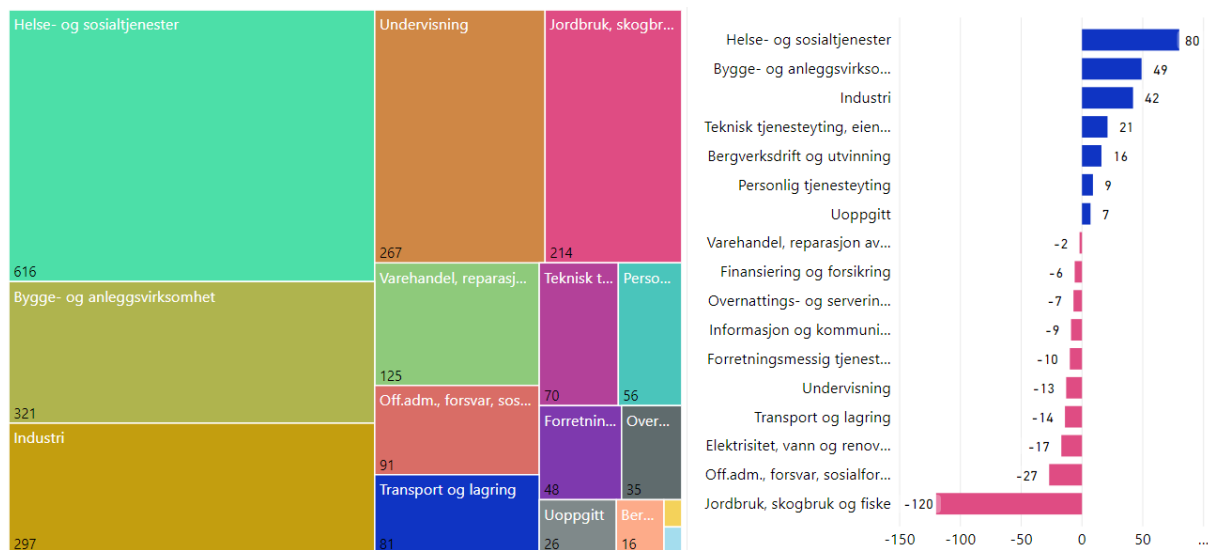 Helse- og sosialtjenester
616
Bygge- og anleggsvirksomhet
321
Industri
297
Undervisning
267
Jordbruk, skogbr...
214
Varehandel, reparasj...
125
Off.adm., forsvar, sos...
91
Transport og lagring
81
Teknisk t...
70
Perso...
56
Forretnin...
48
Over...
35
Uoppgitt
26
Ber...
16
Helse- og sosialtjenester 80
Bygge- og anleggsvirkso... 49
Industri 42
Teknisk tjenesteyting, eien... 21
Bergverksdrift og utvinning 16
Personlig tjenesteyting 9
Uoppgitt 7
Varehandel, reparasjon av... -2
Finansiering og forsikring -6
Overnattings- og serverin... -7
Informasjon og kommuni... -9
Forretningsmessig tjenest... -10
Undervisning -13
Transport og lagring -14
Elektrisitet, vann og renov... -17
Off.adm., forsvar, sosialfor... -27
Jordbruk, skogbruk og fiske -120
-150 -100 -50 0 50 ...